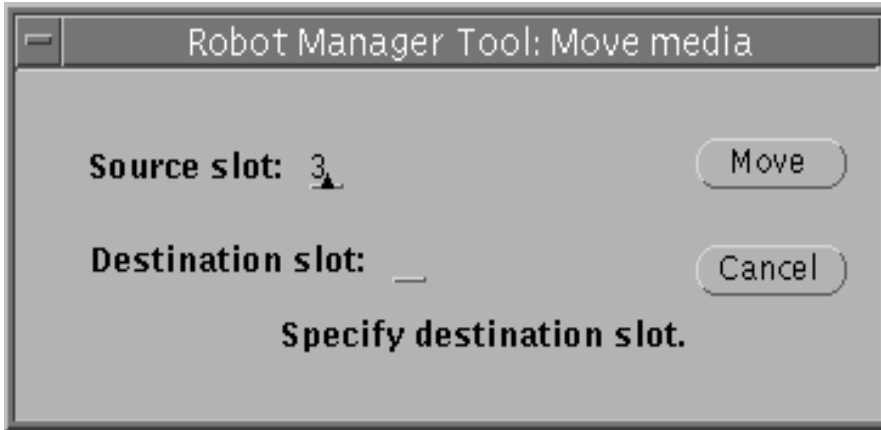 Robot Manager Tool: Move media
Source slot: 3 Move
Destination slot: Cancel
Specify destination slot.